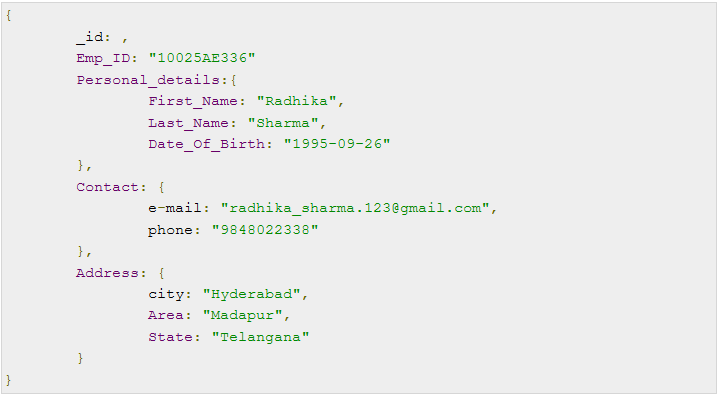 {
_id: ,
Emp_ID: "10025AE336"
Personal_details:{
First_Name: "Radhika",
Last_Name: "Sharma",
Date_Of_Birth: "1995-09-26"
},
Contact: {
e-mail: "radhika_sharma.123@gmail.com",
phone: "9848022338"
},
Address: {
city: "Hyderabad",
Area: "Madapur",
State: "Telangana"
}
}